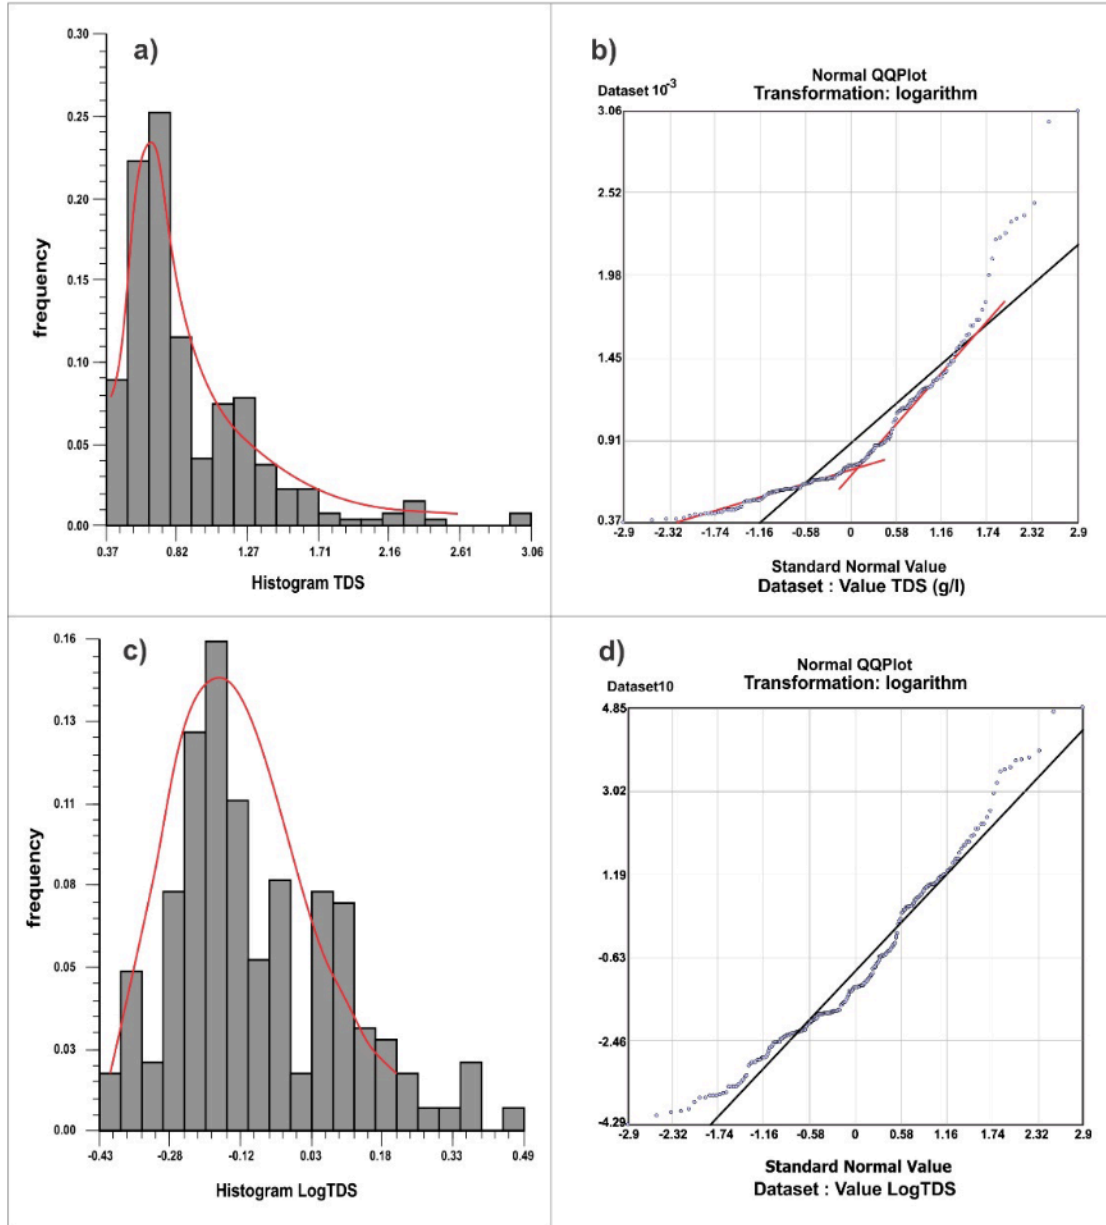 a)
0.30
0.25
0.20
0.15
0.10
0.05
0.00
frequency
0.37 0.82 1.27 1.71 2.16 2.61 3.06
Histogram TDS
b)
Normal QQPlot
Dataset 10-3
Transformation: logarithm
3.06
2.52
1.98
1.45
0.91
0.37
-2.9 -2.32 -1.74 -1.16 -0.58 0 0.58 1.16 1.74 2.32 2.9
Standard Normal Value
Dataset : Value TDS (g/l)
c)
0.16
0.13
0.11
0.08
0.05
0.03
0.00
frequency
-0.43 -0.28 -0.12 0.03 0.18 0.33 0.49
Histogram LogTDS
d)
Normal QQPlot
Dataset10
Transformation: logarithm
4.85
3.02
1.19
-0.63
-2.46
-4.29
-2.9 -2.32 -1.74 -1.16 -0.58 0 0.58 1.16 1.74 2.32 2.9
Standard Normal Value
Dataset : Value LogTDS